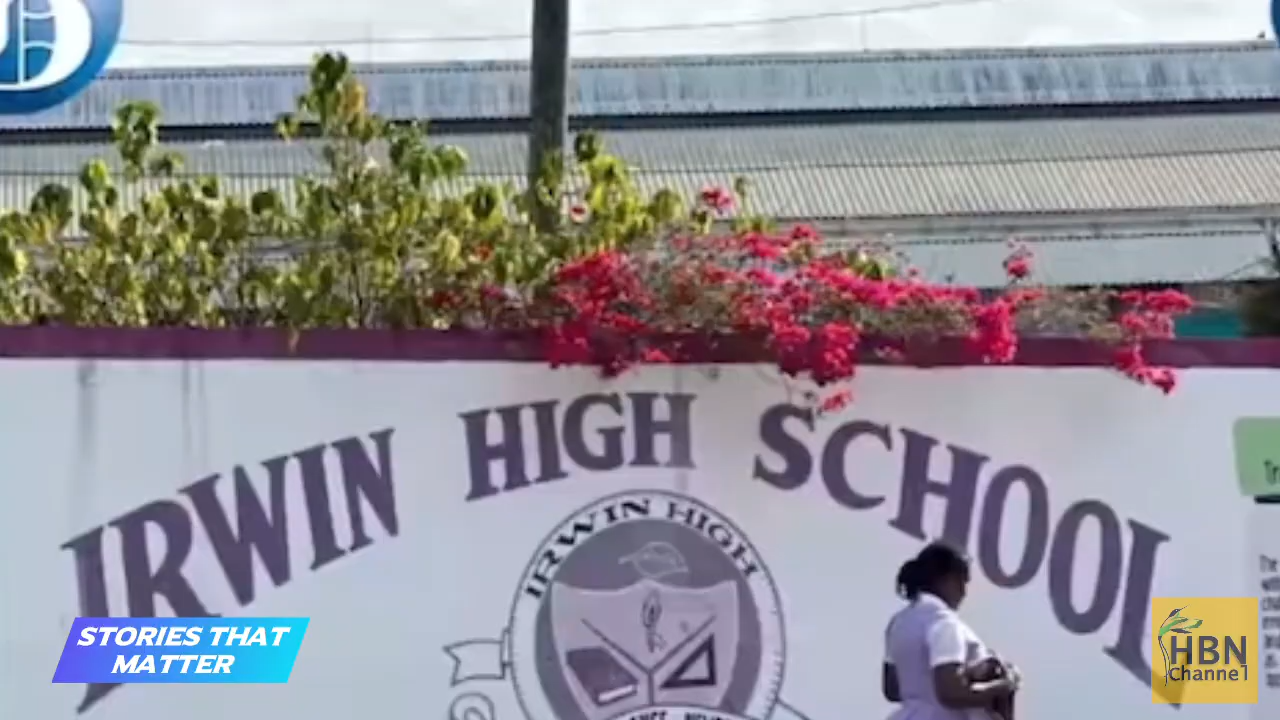 IRWIN HIGH SCHOOL
IRWIN HIGH
STORIES THAT
MATTER
HBN
Channel